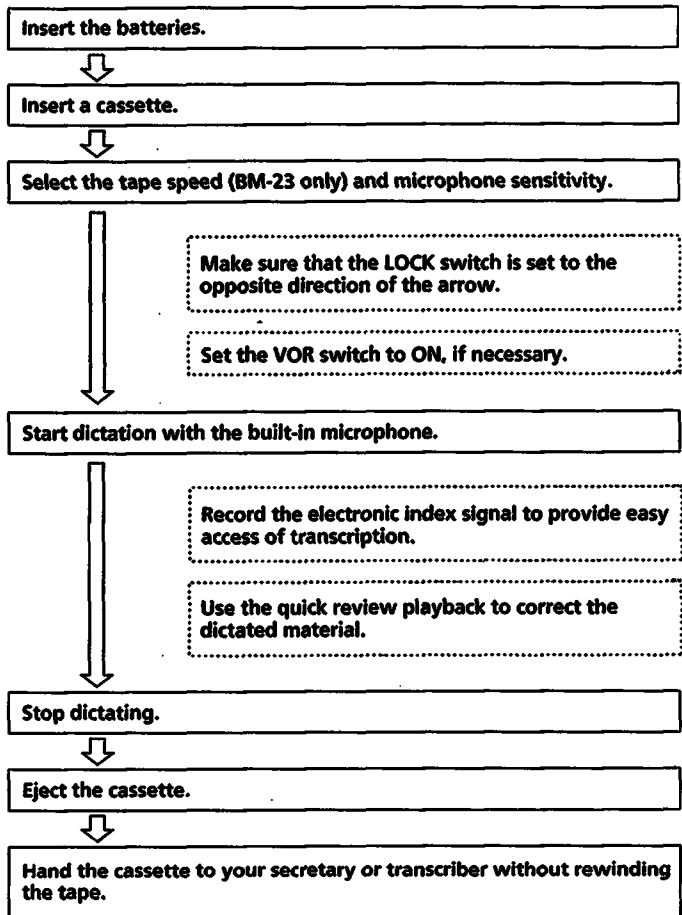 Insert the batteries.
Insert a cassette.
Select the tape speed (BM-23 only) and microphone sensitivity.
Make sure that the LOCK switch is set to the
opposite direction of the arrow.
Set the VOR switch to ON, if necessary.
Start dictation with the built-in microphone.
Record the electronic index signal to provide easy
access of transcription.
Use the quick review playback to correct the
dictated material.
Stop dictating.
Eject the cassette.
Hand the cassette to your secretary or transcriber without rewinding
the tape.